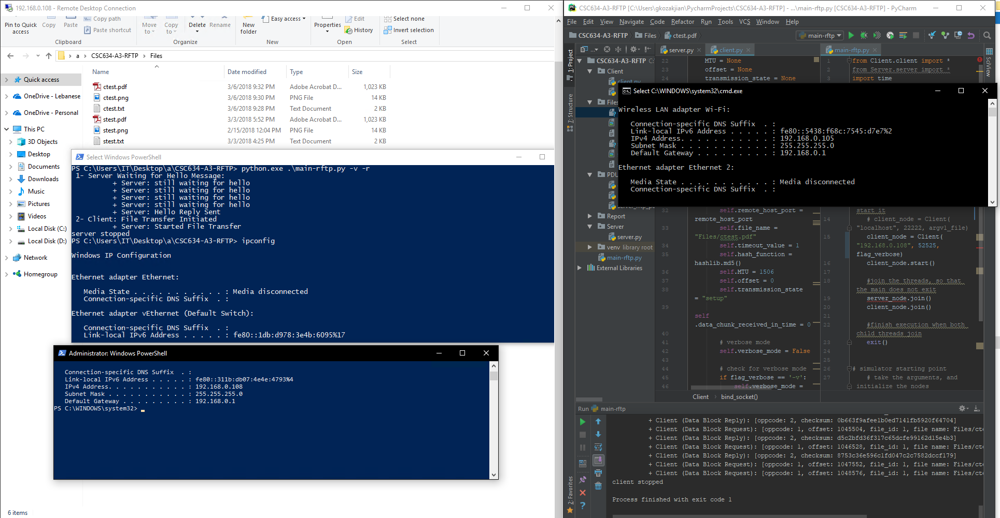 192.168.0.108 - Remote Desktop Connection
Pin to Quick access
Copy
Paste
Copy path
Paste shortcut
Clipboard
Move to
Copy to
Delete
Rename
Organize
New folder
Easy access
New
Properties
Edit
History
Open
Select none
Invert selection
Select
a > CSC634-A3-RFTP > Files
Name Date modified Type Size
ctest.pdf 3/6/2018 9:32 PM Adobe Acrobat D... 1,023 KB
ctest.png 3/6/2018 9:30 PM PNG File 14 KB
ctest.txt 3/6/2018 9:28 PM Text Document 2 KB
stest.pdf 3/3/2018 5:52 PM Adobe Acrobat D... 1,023 KB
stest.png 2/15/2018 12:04 PM PNG File 14 KB
stest.txt 3/3/2018 4:25 PM Text Document 2 KB
Quick access
OneDrive - Lebanese
OneDrive - Personal
This PC
3D Objects
Desktop
Documents
Downloads
Music
Pictures
Videos
Local Disk (C:)
Local Disk (D:)
Network
Homegroup
6 items
Select Windows PowerShell
PS C:\Users\IT\Desktop\a\CSC634-A3-RFTP> python.exe .\main-rftp.py -v -r
1- Server Waiting for Hello Message:
+ Server: still waiting for hello
+ Server: still waiting for hello
+ Server: still waiting for hello
+ Server: still waiting for hello
+ Server: Hello Reply Sent
2- Client: File Transfer Initiated
+ Server: Started File Transfer
server stopped
PS C:\Users\IT\Desktop\a\CSC634-A3-RFTP> ipconfig
Windows IP Configuration
Ethernet adapter Ethernet:
Media State . . . . . . . . . . . : Media disconnected
Connection-specific DNS Suffix . :
Ethernet adapter vEthernet (Default Switch):
Connection-specific DNS Suffix . :
Link-local IPv6 Address . . . . . : fe80::1db:d978:3e4b:6095%17
Administrator: Windows PowerShell
Connection-specific DNS Suffix . :
Link-local IPv6 Address . . . . . : fe80::311b:db07:4e4e:4793%4
IPv4 Address. . . . . . . . . . . : 192.168.0.108
Subnet Mask . . . . . . . . . . . : 255.255.255.0
Default Gateway . . . . . . . . . : 192.168.0.1
PS C:\WINDOWS\system32>
CSC634-A3-RFTP [C:\Users\gkozakjian\PycharmProjects\CSC634-A3-RFTP] - ...\main-rftp.py [CSC634-A3-RFTP] - PyCharm
File Edit View Navigate Code Refactor Run Tools VCS Window Help
CSC634-A3-RFTP Files ctest.pdf
main-rftp
server.py
client.py
main-rftp.py
1: Project
7: Structure
2: Favorites
SciView
CSC634-A3-RFTP C:
Client
client.py
Files
PDU
Report
Server
server.py
venv library root
main-rftp.py
External Libraries
22 MTU = None
23 offset = None
24 transmission_state = None
1 from Client.client import *
2 from Server.server import *
3 import time
Select C:\WINDOWS\system32\cmd.exe
Wireless LAN adapter Wi-Fi:
Connection-specific DNS Suffix . :
Link-local IPv6 Address . . . . . : fe80::5438:f68c:7545:d7e7%2
IPv4 Address. . . . . . . . . . . : 192.168.0.105
Subnet Mask . . . . . . . . . . . : 255.255.255.0
Default Gateway . . . . . . . . . : 192.168.0.1
Ethernet adapter Ethernet 2:
Media State . . . . . . . . . . . : Media disconnected
Connection-specific DNS Suffix . :
32 self.remote_host_port =
remote_host_port
33 self.file_name =
"Files/ctest.pdf"
34 self.timeout_value = 1
35 self.hash_function =
hashlib.md5()
36 self.MTU = 1506
37 self.offset = 0
38 self.transmission_state
= "setup"
39
self
.data_chunk_received_in_time = 0
40
41 # verbose mode
42 self.verbose_mode = False
43
44 # check for verbose mode
45 if flag_verbose == '-v':
46 self.verbose_mode =
Client > bind_socket()
start it
14 # client_node = Client(
"localhost", 22222, argv1_file)
15 client_node = Client(
"192.168.0.108", 52525,
flag_verbose)
16 client_node.start()
17
18 #join the threads, so that
the main does not exit
19 server_node.join()
20 client_node.join()
21
22 #finish execution when both
child threads join
23 exit()
24
25
26 # simulator starting point
27 # take the arguments, and
initialize the nodes
Run main-rftp
+ Client (Data Block Reply): [oppcode: 2, checksum: 0b663f9afee1b0ed7141fb5920f64704]
+ Client (Data Block Request): [oppcode: 1, offset: 1045504, file_id: 1, file name: Files/cte
+ Client (Data Block Reply): [oppcode: 2, checksum: d5c2bfd36f317c65dcfe99162d15e4b3]
+ Client (Data Block Request): [oppcode: 1, offset: 1046528, file_id: 1, file name: Files/cte
+ Client (Data Block Reply): [oppcode: 2, checksum: 8753c36e596c1fd047c2c7582dccf179]
+ Client (Data Block Request): [oppcode: 1, offset: 1047552, file_id: 1, file name: Files/cte
+ Client (Data Block Request): [oppcode: 1, offset: 1048576, file_id: 1, file name: Files/cte
client stopped
Process finished with exit code 1